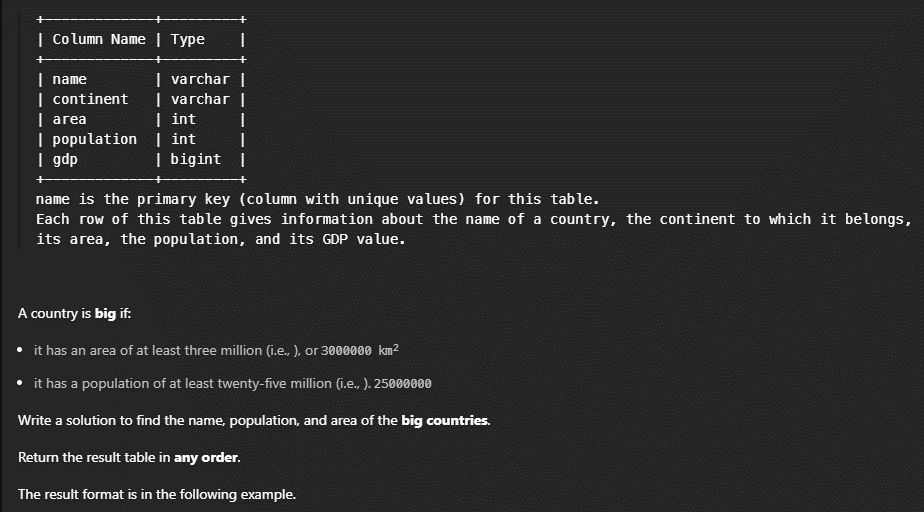 +-------------+---------+
| Column Name | Type    |
+-------------+---------+
| name        | varchar |
| continent   | varchar |
| area        | int     |
| population  | int     |
| gdp         | bigint  |
+-------------+---------+
name is the primary key (column with unique values) for this table.
Each row of this table gives information about the name of a country, the continent to which it belongs,
its area, the population, and its GDP value.
A country is big if:
• it has an area of at least three million (i.e., ), or 3000000 km²
• it has a population of at least twenty-five million (i.e., ). 25000000
Write a solution to find the name, population, and area of the big countries.
Return the result table in any order.
The result format is in the following example.